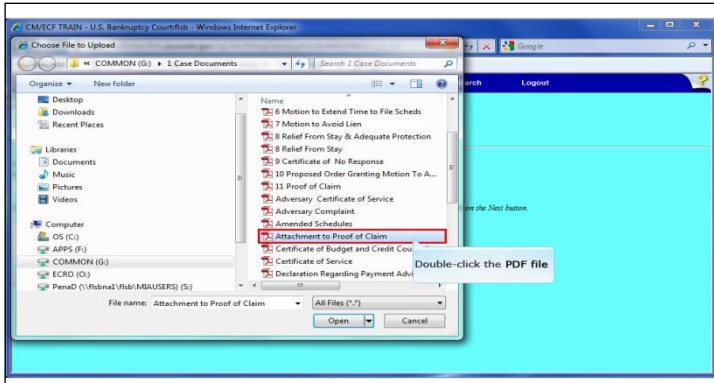 CM/ECF TRAIN - U.S. Bankruptcy Court:flsb - Windows Internet Explorer
Choose File to Upload
Google
« COMMON (G:) ▸ 1 Case Documents
Search 1 Case Documents
Organize
New folder
arch
Logout
?
Desktop
Downloads
Recent Places
Libraries
Documents
Music
Pictures
Videos
Computer
OS (C:)
APPS (F:)
COMMON (G:)
ECRO (O:)
PenaD (\\flsbna1\flsb\MIAUSERS) (S:)
Name
6 Motion to Extend Time to File Scheds
7 Motion to Avoid Lien
8 Relief From Stay & Adequate Protection
8 Relief From Stay
9 Certificate of No Response
10 Proposed Order Granting Motion To A...
11 Proof of Claim
Adversary Certificate of Service
Adversary Complaint
Amended Schedules
Attachment to Proof of Claim
Certificate of Budget and Credit Cou
Certificate of Service
Declaration Regarding Payment Advi
on the Next button.
Double-click the PDF file
File name: Attachment to Proof of Claim
All Files (*.*)
Open
Cancel